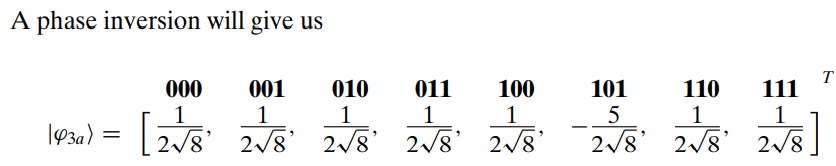 A phase inversion will give us
000 001 010 011 100 101 110 111
|φ3a⟩ = [ 1/2√8, 1/2√8, 1/2√8, 1/2√8, 1/2√8, −5/2√8, 1/2√8, 1/2√8 ]^T